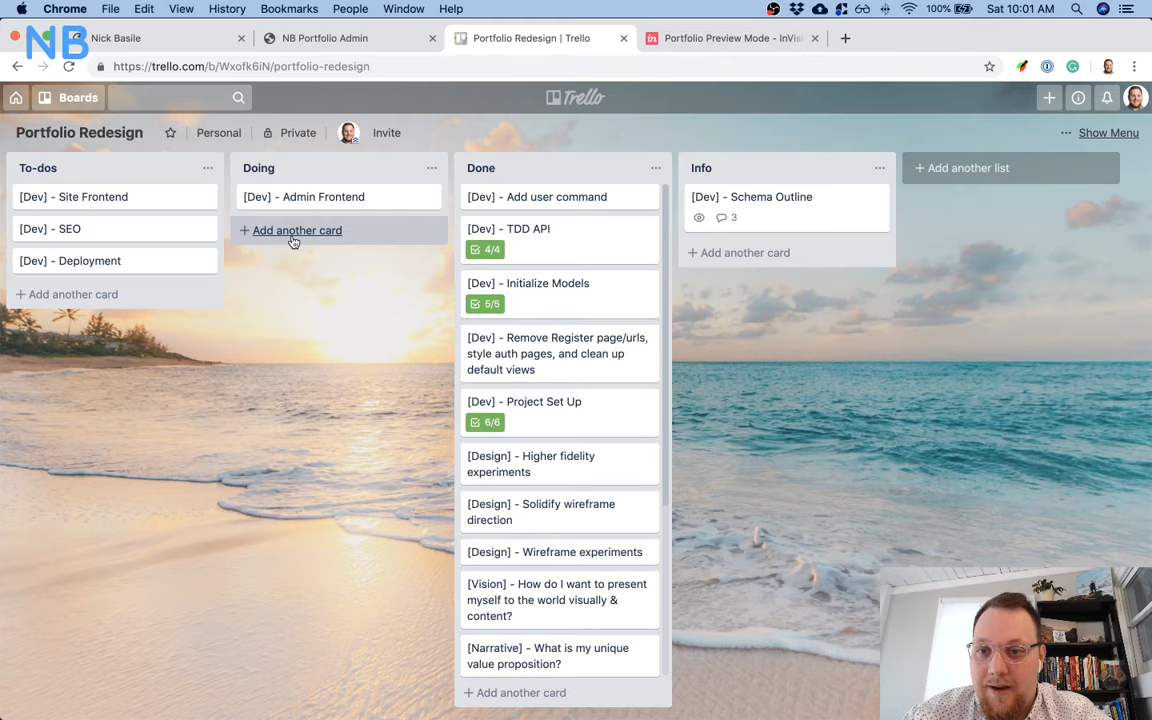 Chrome File Edit View History Bookmarks People Window Help 100% Sat 10:01 AM
NB
Nick Basile
NB Portfolio Admin
Portfolio Redesign | Trello
Portfolio Preview Mode - InVis
https://trello.com/b/Wxofk6iN/portfolio-redesign
Boards
Trello
Portfolio Redesign
Personal
Private
Invite
... Show Menu
To-dos
[Dev] - Site Frontend
[Dev] - SEO
[Dev] - Deployment
+ Add another card
Doing
[Dev] - Admin Frontend
+ Add another card
Done
[Dev] - Add user command
[Dev] - TDD API
4/4
[Dev] - Initialize Models
5/5
[Dev] - Remove Register page/urls,
style auth pages, and clean up
default views
[Dev] - Project Set Up
6/6
[Design] - Higher fidelity
experiments
[Design] - Solidify wireframe
direction
[Design] - Wireframe experiments
[Vision] - How do I want to present
myself to the world visually &
content?
[Narrative] - What is my unique
value proposition?
+ Add another card
Info
[Dev] - Schema Outline
3
+ Add another card
+ Add another list